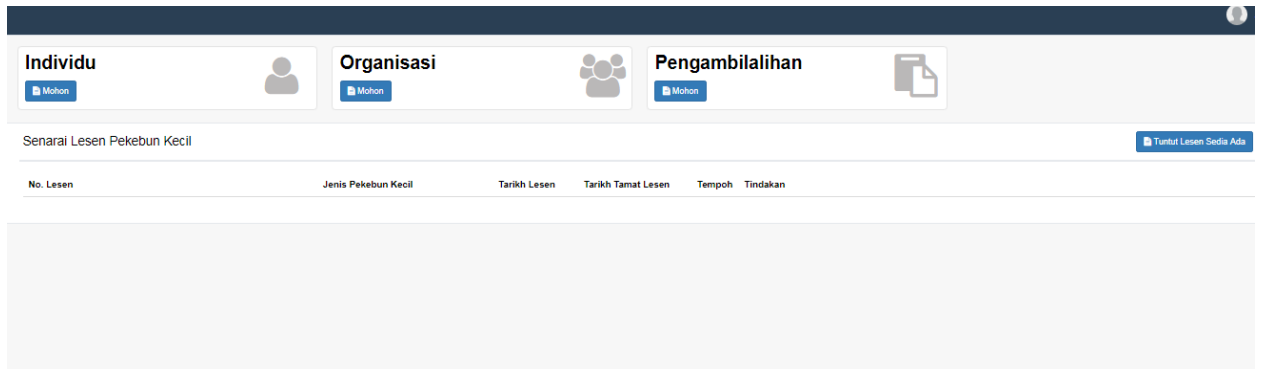 Individu
Mohon
Organisasi
Mohon
Pengambilalihan
Mohon
Senarai Lesen Pekebun Kecil
Tuntut Lesen Sedia Ada
No. Lesen Jenis Pekebun Kecil Tarikh Lesen Tarikh Tamat Lesen Tempoh Tindakan